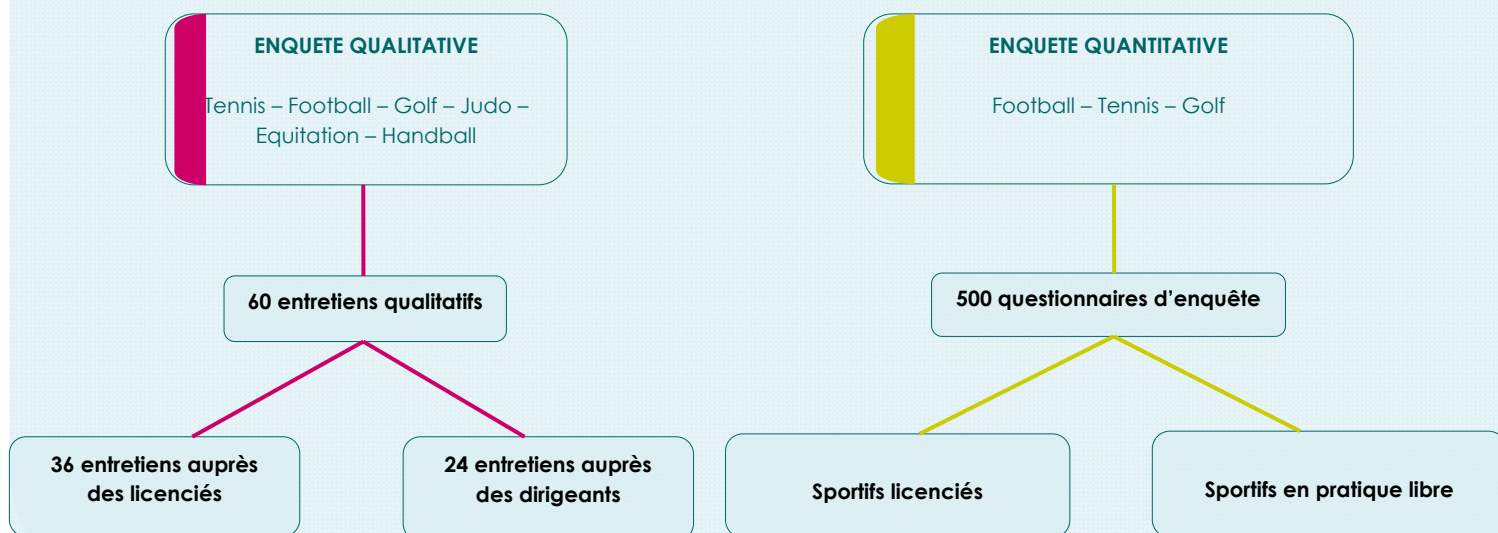 ENQUETE QUALITATIVE
Tennis – Football – Golf – Judo –
Equitation – Handball
ENQUETE QUANTITATIVE
Football – Tennis – Golf
60 entretiens qualitatifs
500 questionnaires d’enquête
36 entretiens auprès
des licenciés
24 entretiens auprès
des dirigeants
Sportifs licenciés
Sportifs en pratique libre